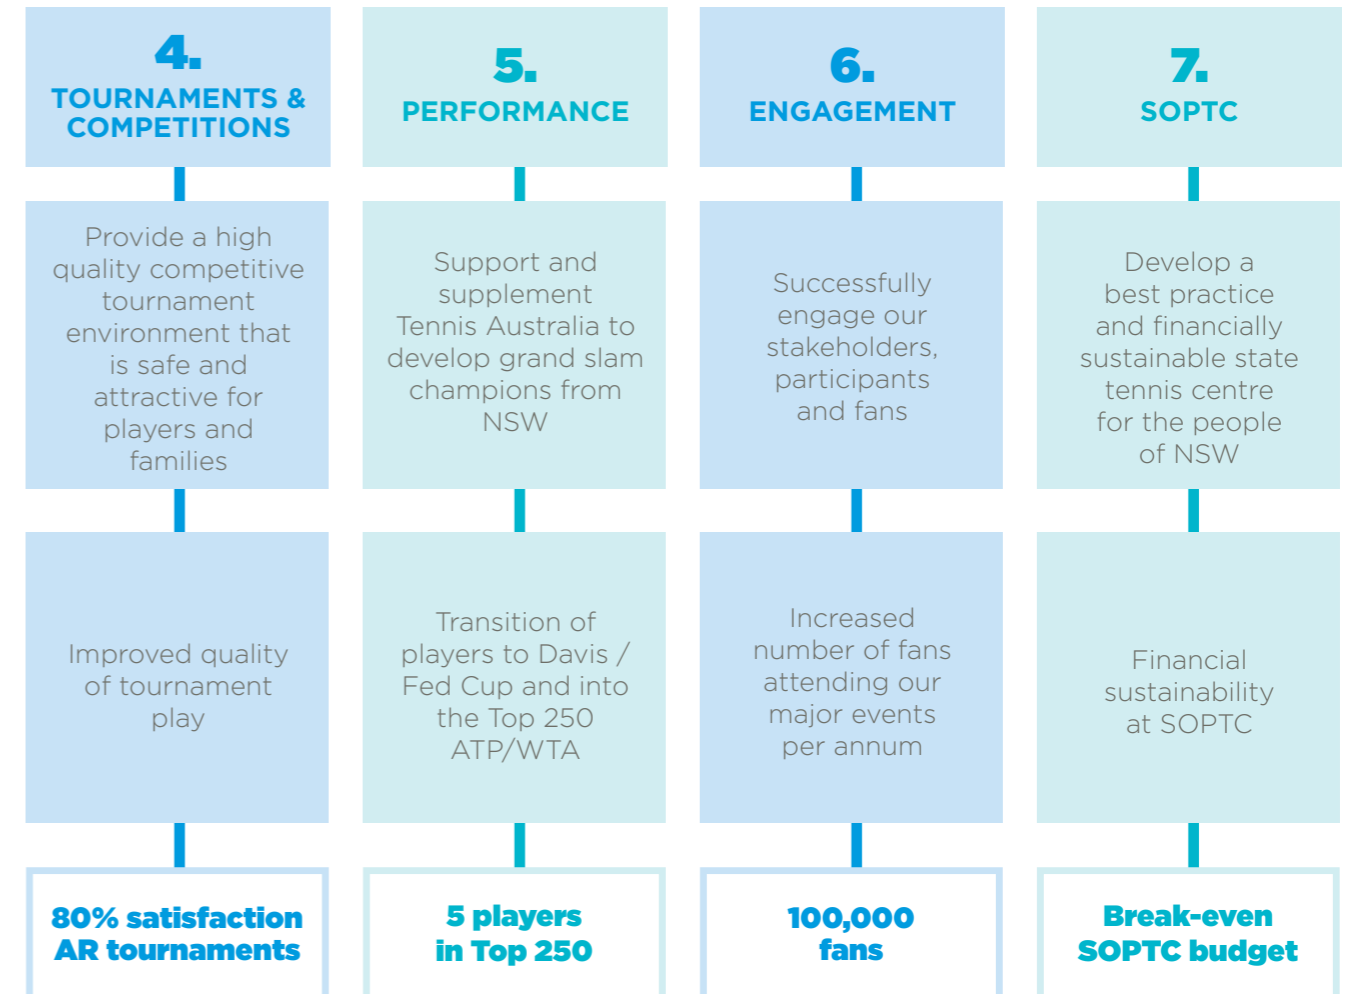 4.
TOURNAMENTS &
COMPETITIONS
Provide a high
quality competitive
tournament
environment that
is safe and
attractive for
players and
families
Improved quality
of tournament
play
80% satisfaction
AR tournaments
5.
PERFORMANCE
Support and
supplement
Tennis Australia to
develop grand slam
champions from
NSW
Transition of
players to Davis /
Fed Cup and into
the Top 250
ATP/WTA
5 players
in Top 250
6.
ENGAGEMENT
Successfully
engage our
stakeholders,
participants
and fans
Increased
number of fans
attending our
major events
per annum
100,000
fans
7.
SOPTC
Develop a
best practice
and financially
sustainable state
tennis centre
for the people
of NSW
Financial
sustainability
at SOPTC
Break-even
SOPTC budget